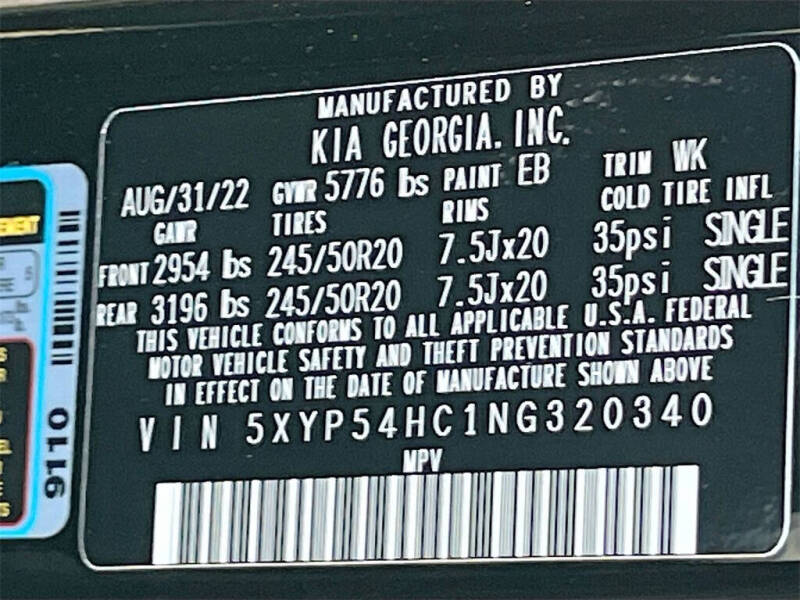 MANUFACTURED BY
KIA GEORGIA, INC.
AUG/31/22 GVWR 5776 lbs PAINT EB TRIM WK
GAWR TIRES RIMS COLD TIRE INFL
FRONT 2954 lbs 245/50R20 7.5Jx20 35psi SINGLE
REAR 3196 lbs 245/50R20 7.5Jx20 35psi SINGLE
THIS VEHICLE CONFORMS TO ALL APPLICABLE U.S.A. FEDERAL
MOTOR VEHICLE SAFETY AND THEFT PREVENTION STANDARDS
IN EFFECT ON THE DATE OF MANUFACTURE SHOWN ABOVE
VIN 5XYP54HC1NG320340
MPV
9110